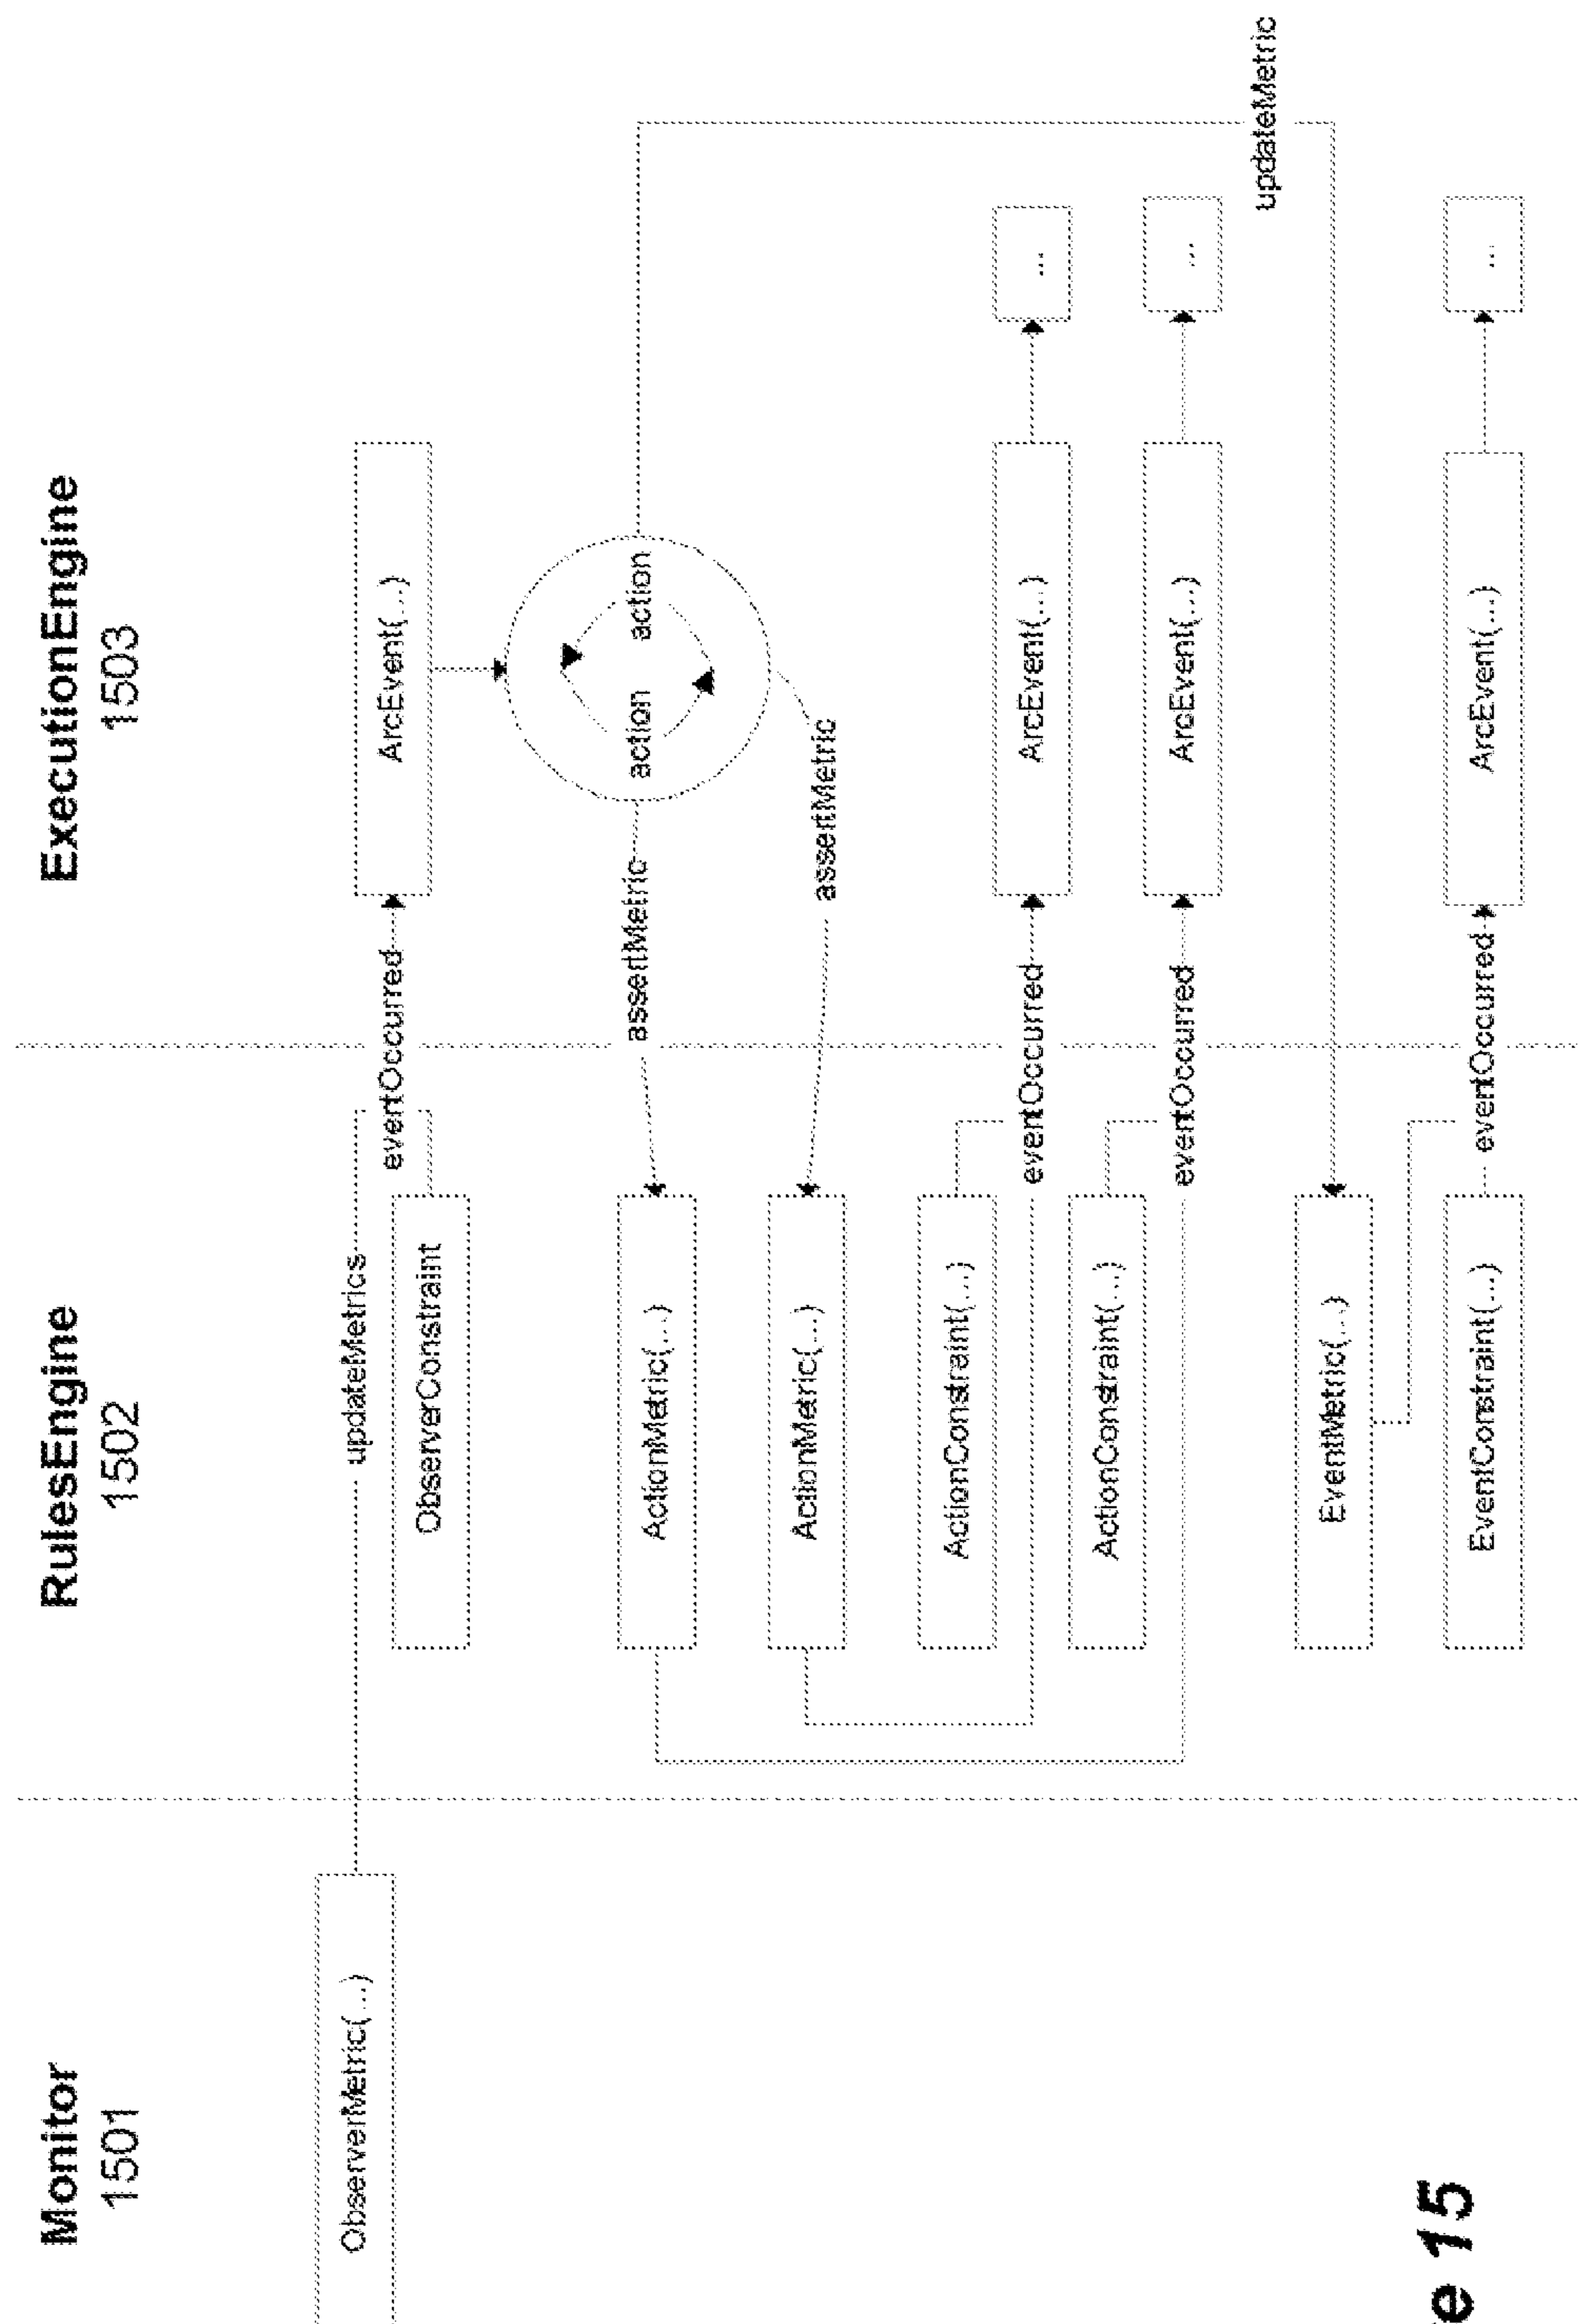 Monitor
1501
RulesEngine
1502
ExecutionEngine
1503
ObserverMetric(...)
updateMetrics
ObserverConstraint
eventOccurred
ArcEvent(...)
action
action
assertMetric
assertMetric
ActionMetric(...)
ActionMetric(...)
ActionConstraint(...)
eventOccurred
ArcEvent(...)
...
ActionConstraint(...)
eventOccurred
ArcEvent(...)
...
updateMetric
EventMetric(...)
EventConstraint(...)
eventOccurred
ArcEvent(...)
...
e 15